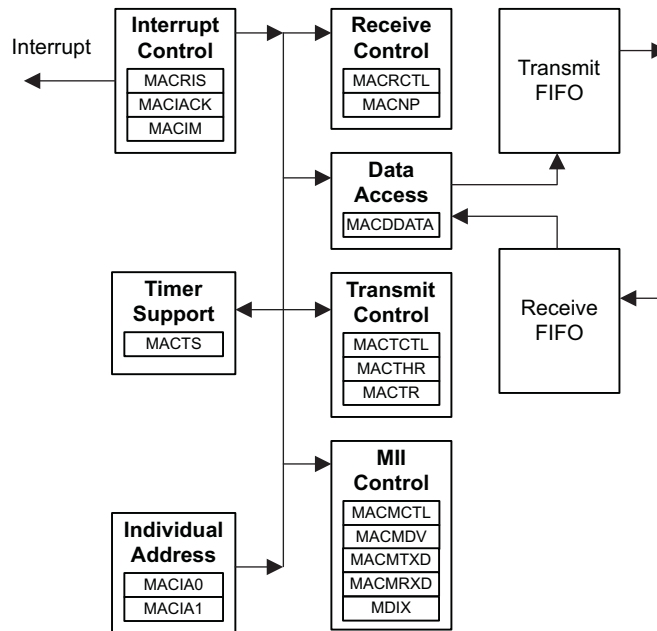 Interrupt
Interrupt
Control
MACRIS
MACIACK
MACIM
Receive
Control
MACRCTL
MACNP
Transmit
FIFO
Data
Access
MACDDATA
Timer
Support
MACTS
Transmit
Control
MACTCTL
MACTHR
MACTR
Receive
FIFO
Individual
Address
MACIA0
MACIA1
MII
Control
MACMCTL
MACMDV
MACMTXD
MACMRXD
MDIX